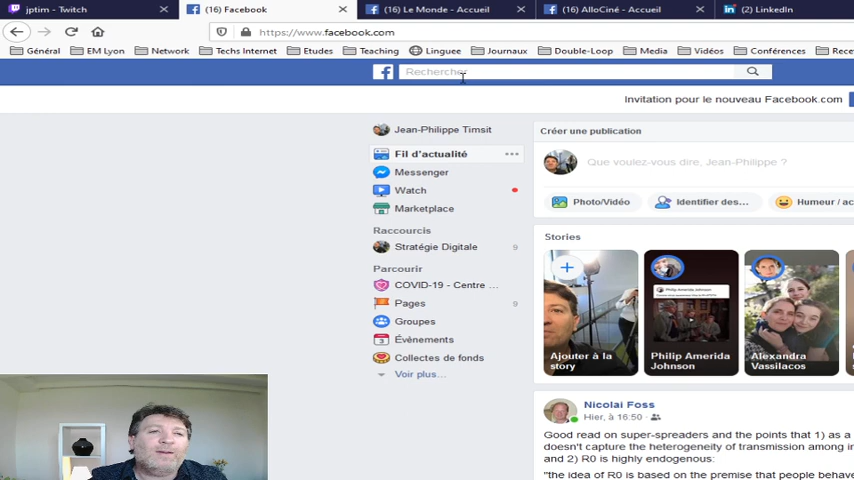 jptim - Twitch
(16) Facebook
(16) Le Monde - Accueil
(16) AlloCiné - Accueil
(2) LinkedIn
https://www.facebook.com
Général EM Lyon Network Techs Internet Etudes Teaching Linguee Journaux Double-Loop Media Vidéos Conférences
Rechercher
Invitation pour le nouveau Facebook.com
Jean-Philippe Timsit
Fil d'actualité
Messenger
Watch
Marketplace
Raccourcis
Stratégie Digitale 9
Parcourir
COVID-19 - Centre ...
Pages 9
Groupes
Évènements
Collectes de fonds
Voir plus...
Créer une publication
Que voulez-vous dire, Jean-Philippe ?
Photo/Vidéo
Identifier des...
Humeur / ac
Stories
Ajouter à la
story
Philip Amerida Johnson
Philip Amerida
Johnson
Alexandra
Vassilacos
Nicolai Foss
Hier, à 16:50
Good read on super-spreaders and the points that 1) as a
doesn't capture the heterogeneity of transmission among in
and 2) R0 is highly endogenous:
"the idea of R0 is based on the premise that people behave